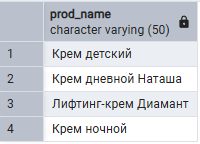 prod_name
character varying (50)
1 Крем детский
2 Крем дневной Наташа
3 Лифтинг-крем Диамант
4 Крем ночной